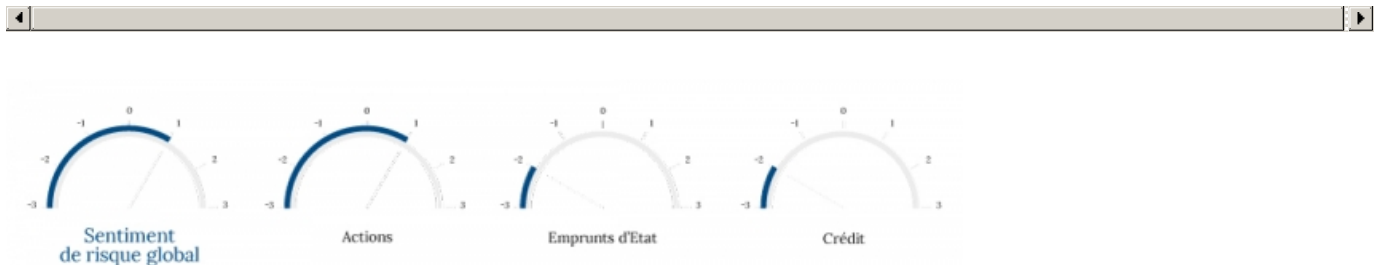 0 0 0 0
-1 1 -1 1 -1 1 -1 1
-2 2 -2 2 -2 2 -2 2
-3 3 -3 3 -3 3 -3 3
Sentiment
de risque global
Actions
Emprunts d'Etat
Crédit